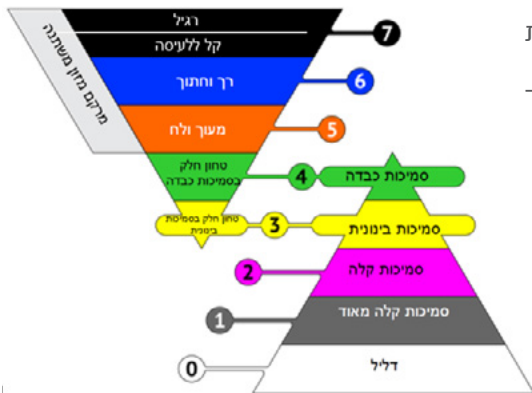 רגיל
קל ללעיסה
7
רך וחתוך
6
מעוך ולח
5
טחון חלק
בסמיכות כבדה
4
סמיכות כבדה
טחון חלק בסמיכות
בינונית
3
סמיכות בינונית
2
סמיכות קלה
1
סמיכות קלה מאוד
0
דליל
מרקם מזון משתנה
ת